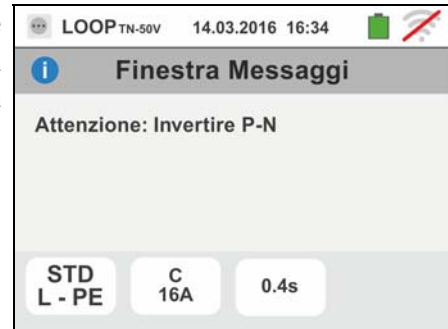 LOOP TN-50V 14.03.2016 16:34
i Finestra Messaggi
Attenzione: Invertire P-N
STD C 0.4s
L - PE 16A